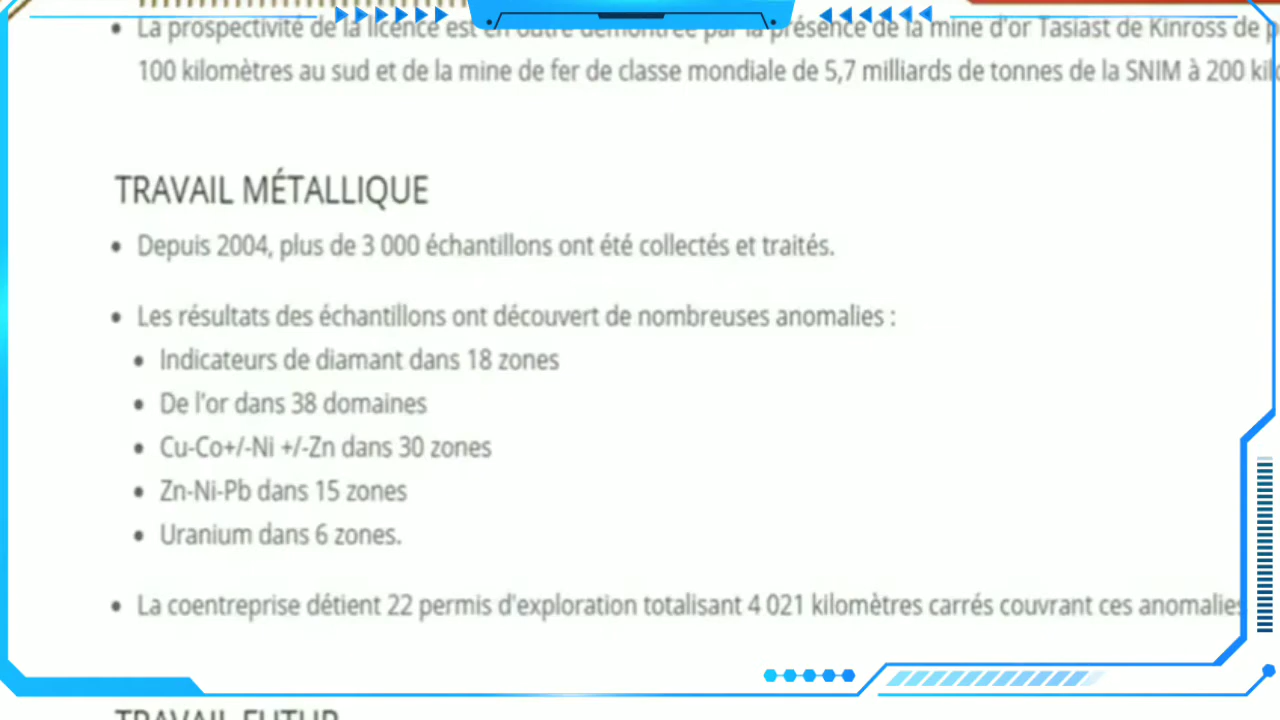 La prospectivité de la licence est en outre démontrée par la présence de la mine d'or Tasiast de Kinross de
100 kilomètres au sud et de la mine de fer de classe mondiale de 5,7 milliards de tonnes de la SNIM à 200
TRAVAIL MÉTALLIQUE
Depuis 2004, plus de 3 000 échantillons ont été collectés et traités.
Les résultats des échantillons ont découvert de nombreuses anomalies :
Indicateurs de diamant dans 18 zones
De l'or dans 38 domaines
Cu-Co+/-Ni +/-Zn dans 30 zones
Zn-Ni-Pb dans 15 zones
Uranium dans 6 zones.
La coentreprise détient 22 permis d'exploration totalisant 4 021 kilomètres carrés couvrant ces anomalies
TRAVAIL FUTUR